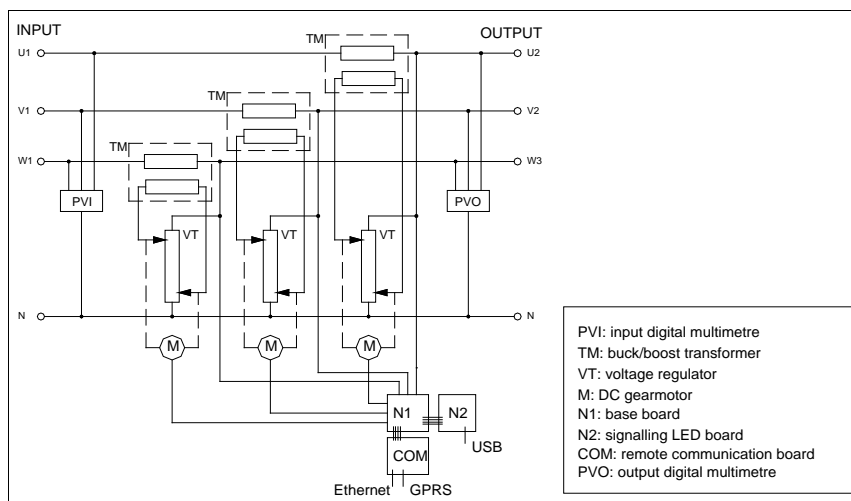 INPUT
OUTPUT
TM
U1
U2
TM
V1
V2
TM
W1
W3
PVI
PVO
VT
VT
VT
N
N
M
M
M
N1
N2
USB
COM
Ethernet
GPRS
PVI: input digital multimetre
TM: buck/boost transformer
VT: voltage regulator
M: DC gearmotor
N1: base board
N2: signalling LED board
COM: remote communication board
PVO: output digital multimetre